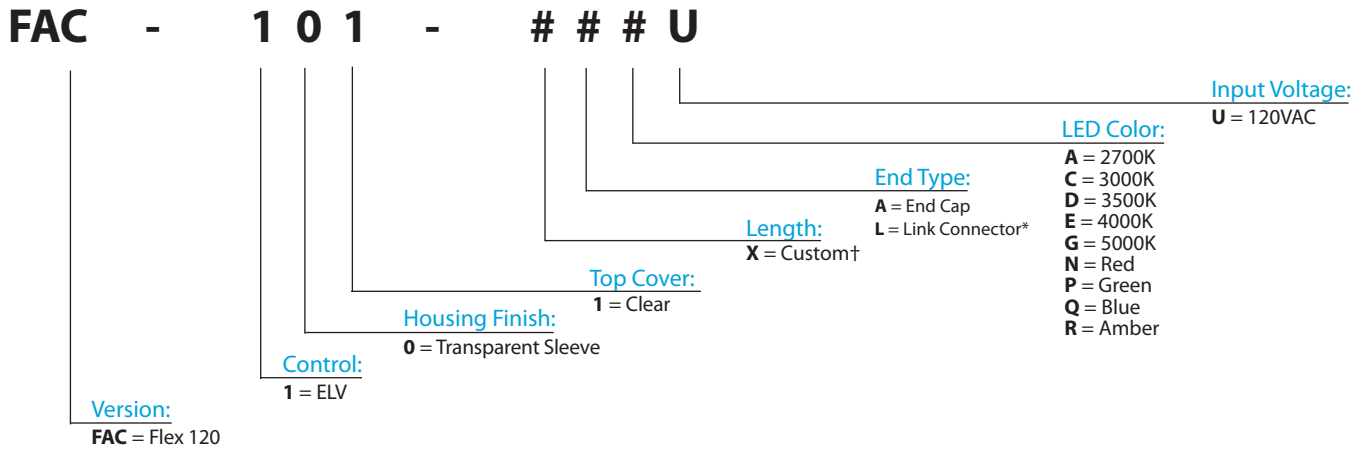 FAC - 1 0 1 - # # # U
Input Voltage:
U = 120VAC
LED Color:
A = 2700K
C = 3000K
D = 3500K
E = 4000K
G = 5000K
N = Red
P = Green
Q = Blue
R = Amber
End Type:
A = End Cap
L = Link Connector*
Length:
X = Custom†
Top Cover:
1 = Clear
Housing Finish:
0 = Transparent Sleeve
Control:
1 = ELV
Version:
FAC = Flex 120